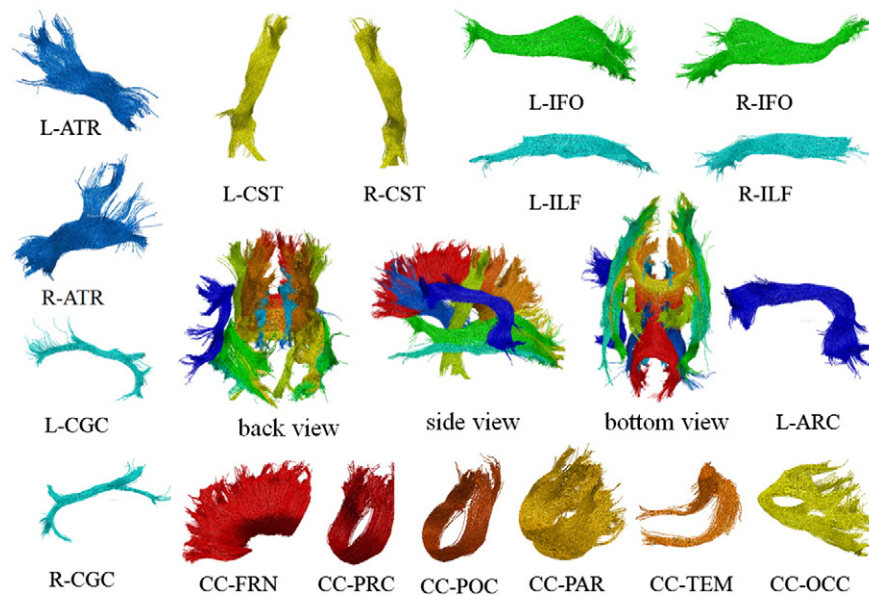 L-ATR
L-CST
R-CST
L-IFO
R-IFO
L-ILF
R-ILF
R-ATR
L-CGC
back view
side view
bottom view
L-ARC
R-CGC
CC-FRN
CC-PRC
CC-POC
CC-PAR
CC-TEM
CC-OCC